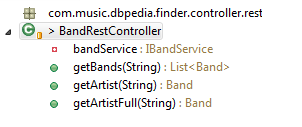 com.music.dbpedia.finder.controller.rest
> BandRestController
bandService : IBandService
getBands(String) : List<Band>
getArtist(String) : Band
getArtistFull(String) : Band